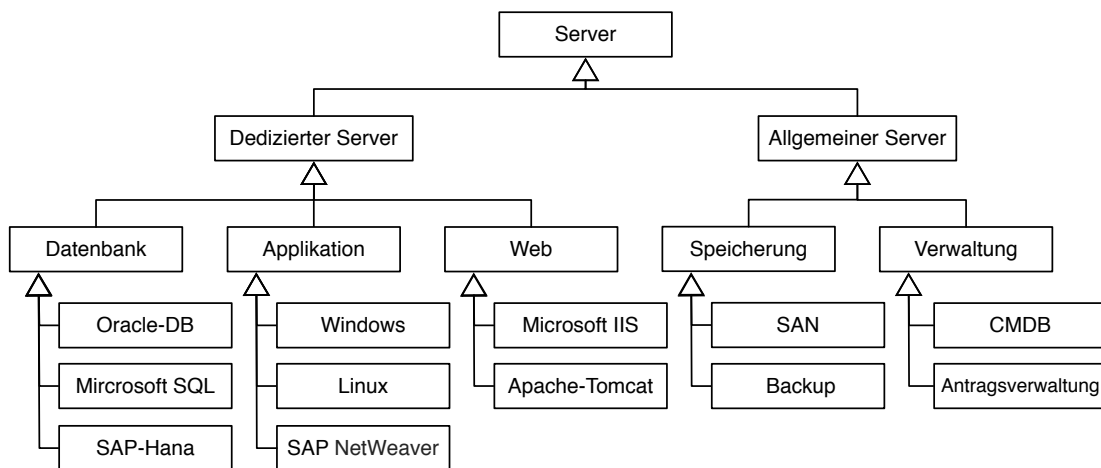 Server
Dedizierter Server
Allgemeiner Server
Datenbank
Applikation
Web
Speicherung
Verwaltung
Oracle-DB
Windows
Microsoft IIS
SAN
CMDB
Mircrosoft SQL
Linux
Apache-Tomcat
Backup
Antragsverwaltung
SAP-Hana
SAP NetWeaver